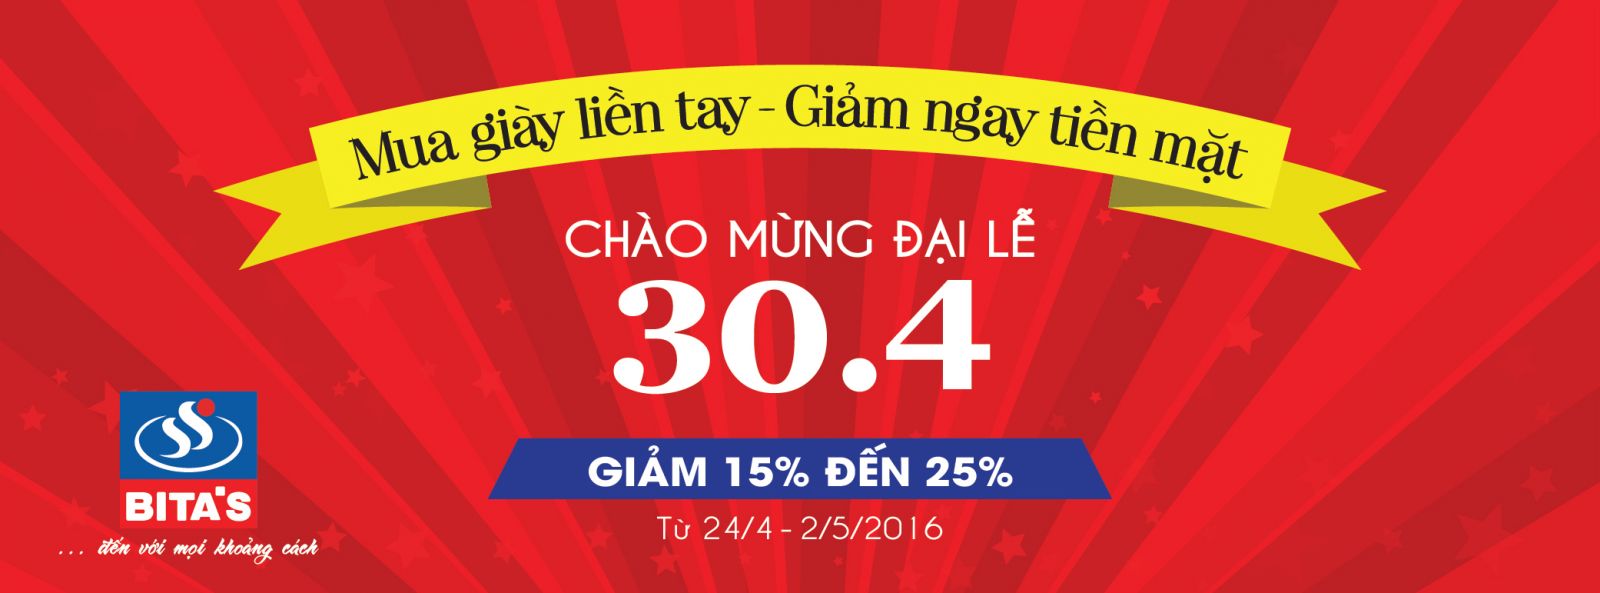 Mua giày liền tay - Giảm ngay tiền mặt
CHÀO MỪNG ĐẠI LỄ
30.4
GIẢM 15% ĐẾN 25%
Từ 24/4 - 2/5/2016
BITA'S
... đến với mọi khoảng cách